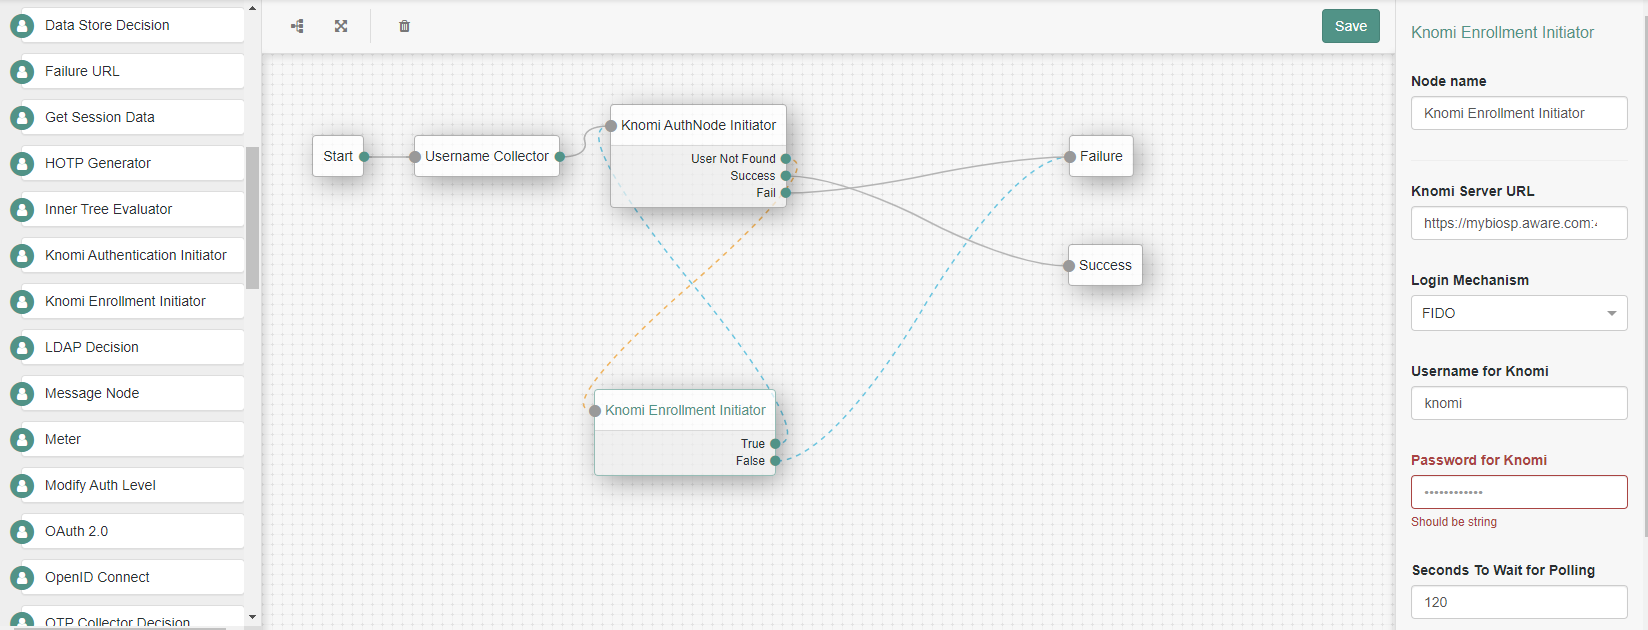 Data Store Decision
Failure URL
Get Session Data
HOTP Generator
Inner Tree Evaluator
Knomi Authentication Initiator
Knomi Enrollment Initiator
LDAP Decision
Message Node
Meter
Modify Auth Level
OAuth 2.0
OpenID Connect
OTP Collector Decision
Save
Start
Username Collector
Knomi AuthNode Initiator
User Not Found
Success
Fail
Failure
Success
Knomi Enrollment Initiator
True
False
Knomi Enrollment Initiator
Node name
Knomi Enrollment Initiator
Knomi Server URL
https://mybiosp.aware.com:
Login Mechanism
FIDO
Username for Knomi
knomi
Password for Knomi
••••••••••••
Should be string
Seconds To Wait for Polling
120